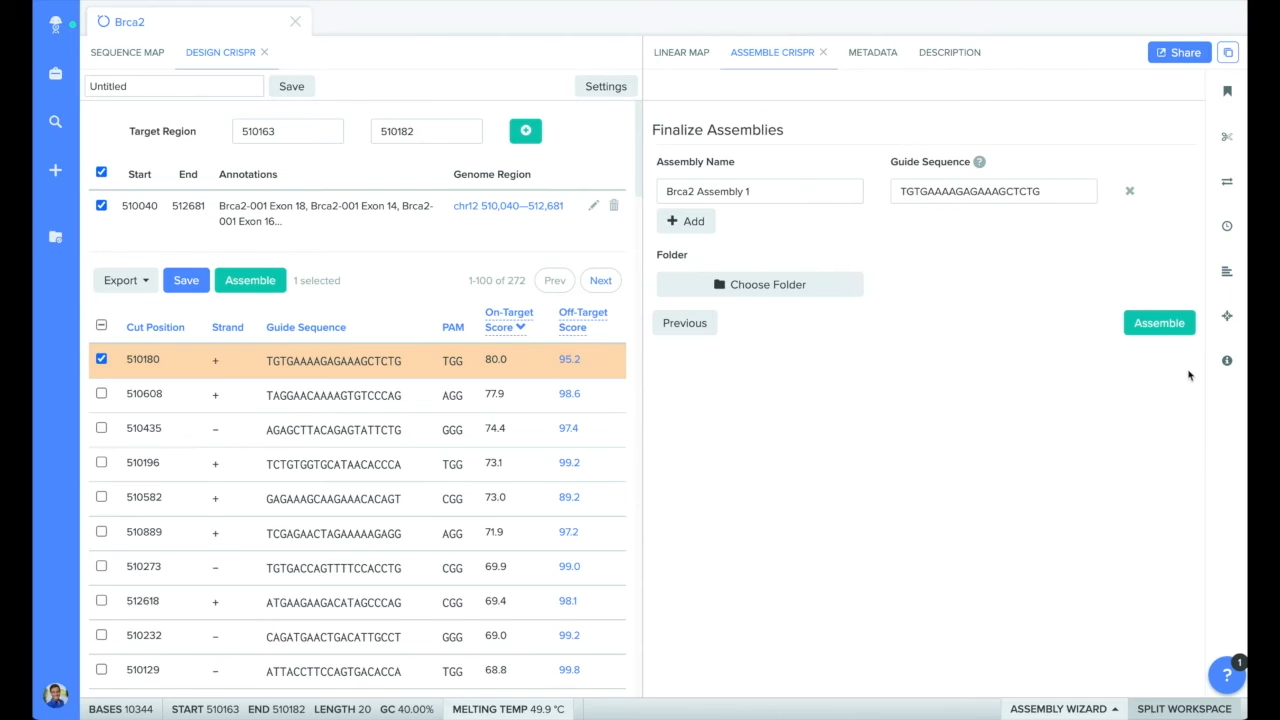 Brca2
SEQUENCE MAP
DESIGN CRISPR
LINEAR MAP
ASSEMBLE CRISPR
METADATA
DESCRIPTION
Share
Untitled
Save
Settings
Target Region
510163
510182
Start End Annotations Genome Region
510040 512681 Brca2-001 Exon 18, Brca2-001 Exon 14, Brca2-
001 Exon 16...
chr12 510,040—512,681
Export Save Assemble 1 selected 1-100 of 272 Prev Next
Cut Position Strand Guide Sequence PAM On-Target
Score Off-Target
Score
510180 + TGTGAAAAGAGAAAGCTCTG TGG 80.0 95.2
510608 + TAGGAACAAAAGTGTCCCAG AGG 77.9 98.6
510435 – AGAGCTTACAGAGTATTCTG GGG 74.4 97.4
510196 + TCTGTGGTGCATAACACCCA TGG 73.1 99.2
510582 + GAGAAAGCAAGAAACACAGT CGG 73.0 89.2
510889 + TCGAGAACTAGAAAAAGAGG AGG 71.9 97.2
510273 – TGTGACCAGTTTTCCACCTG CGG 69.9 99.0
512618 + ATGAAGAAGACATAGCCCAG CGG 69.4 98.1
510232 – CAGATGAACTGACATTGCCT GGG 69.0 99.2
510129 – ATTACCTTCCAGTGACACCA TGG 68.8 99.8
Finalize Assemblies
Assembly Name Guide Sequence ?
Brca2 Assembly 1 TGTGAAAAGAGAAAGCTCTG
Add
Folder
Choose Folder
Previous Assemble
1
?
BASES 10344 START 510163 END 510182 LENGTH 20 GC 40.00% MELTING TEMP 49.9 °C ASSEMBLY WIZARD SPLIT WORKSPACE